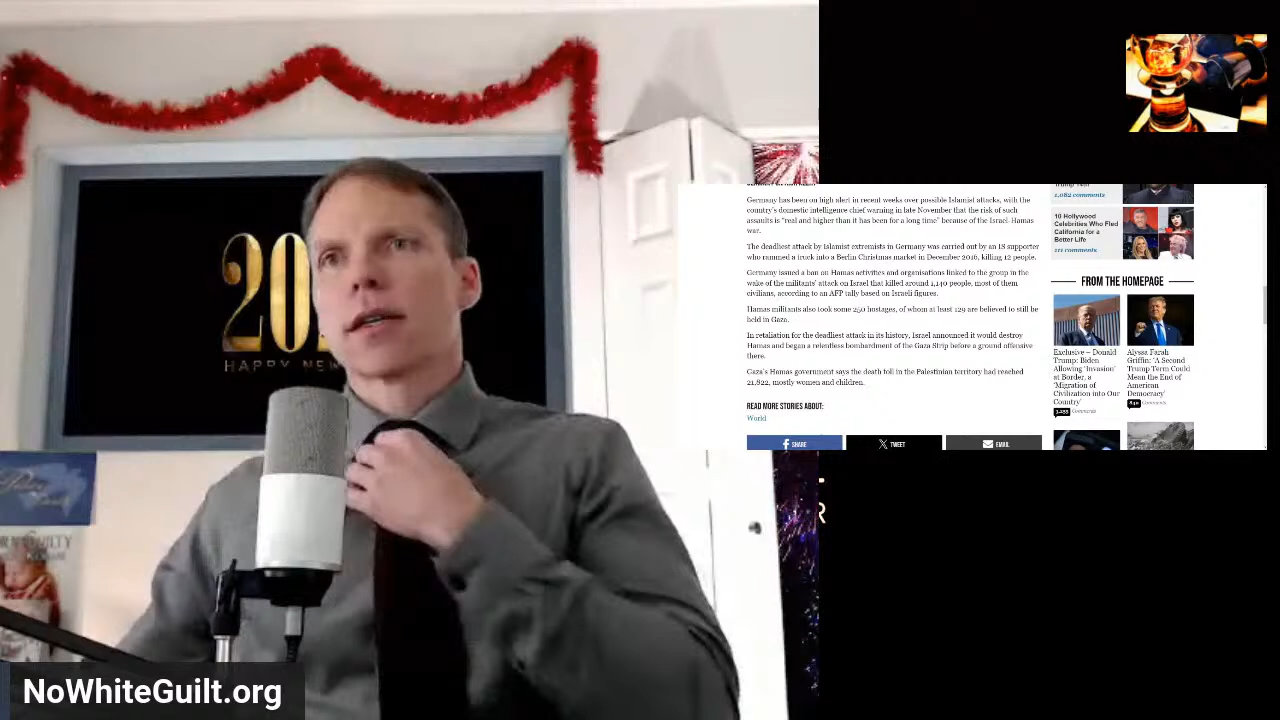 20
HAPPY NEW
NoWhiteGuilt.org
Germany has been on high alert in recent weeks over possible Islamist attacks, with the
country's domestic intelligence chief warning in late November that the risk of such
assaults is "real and higher than it has been for a long time" because of the Israel-Hamas
war.
The deadliest attack by Islamist extremists in Germany was carried out by an IS supporter
who rammed a truck into a Berlin Christmas market in December 2016, killing 12 people.
Germany issued a ban on Hamas activities and organisations linked to the group in the
wake of the militants' attack on Israel that killed around 1,140 people, most of them
civilians, according to an AFP tally based on Israeli figures.
Hamas militants also took some 250 hostages, of whom at least 129 are believed to still be
held in Gaza.
In retaliation for the deadliest attack in its history, Israel announced it would destroy
Hamas and began a relentless bombardment of the Gaza Strip before a ground offensive
there.
Gaza's Hamas government says the death toll in the Palestinian territory had reached
21,822, mostly women and children.
READ MORE STORIES ABOUT:
World
SHARE
TWEET
EMAIL
1,082 comments
10 Hollywood
Celebrities Who Fled
California for a
Better Life
111 comments
FROM THE HOMEPAGE
Exclusive – Donald
Trump: Biden
Allowing 'Invasion'
at Border, a
'Migration of
Civilization into Our
Country'
Comments
Alyssa Farah
Griffin: 'A Second
Trump Term Could
Mean the End of
American
Democracy'
Comments